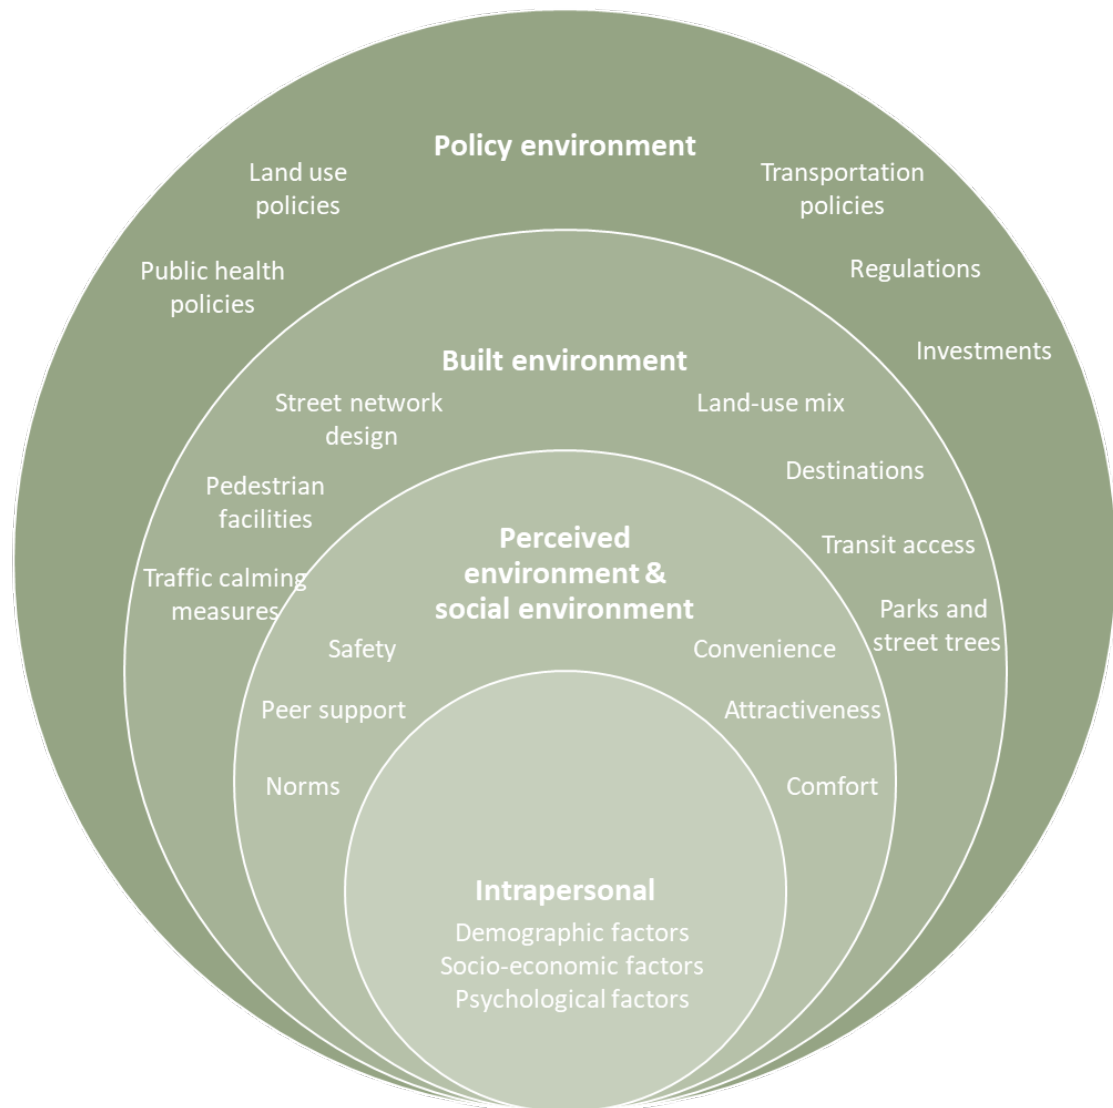 Policy environment
Land use
policies
Transportation
policies
Public health
policies
Regulations
Investments
Built environment
Street network
design
Land-use mix
Pedestrian
facilities
Destinations
Traffic calming
measures
Transit access
Parks and
street trees
Perceived
environment &
social environment
Safety
Convenience
Peer support
Attractiveness
Norms
Comfort
Intrapersonal
Demographic factors
Socio-economic factors
Psychological factors